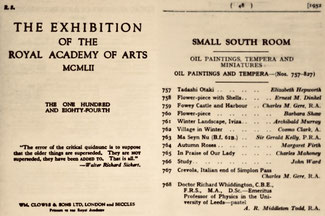 S. S.
THE EXHIBITION
OF THE
ROYAL ACADEMY OF ARTS
MCMLII
THE ONE HUNDRED
AND EIGHTY-FOURTH
"The error of the critical guidance is to suppose
that the older things are superseded, They are NOT
superseded, they have been ADDED TO. That is all."
—Walter Richard Sickert.
WM. CLOWES & SONS LTD, LONDON and BECCLES
Printers to the Royal Academy
[ 48 ] [1952
SMALL SOUTH ROOM
OIL PAINTINGS, TEMPERA AND
MINIATURES
OIL PAINTINGS AND TEMPERA—(Nos. 757-827)
757 Tadashi Otaki - Elizabeth Hepworth
758 Flower-piece with Shells - Ernest M. Dinkel
759 Fowey Castle and Harbour - Charles M. Gere, R.A.
760 Flower-piece - Barbara Shaw
761 Winter Landscape, Iriza - Archibald Murray
762 Village in Winter - Cosmo Clark, A.
763 Ma Seyn Nu - Sir Gerald Kelly, P.R.A.
764 Autumn Roses - Margaret Firth
765 In Praise of Our Lady - Charles Mahoney
766 Study - John Ward
767 Crevola, Italian end of Simplon Pass
Charles M. Gere, R.A.
768 Doctor Richard Whiddington, C.B.E.,
F.R.S., M.A., D.Sc.—Emeritus
Professor of Physics in the
University of Leeds—pastel
A. R. Middleton Todd, R.A.